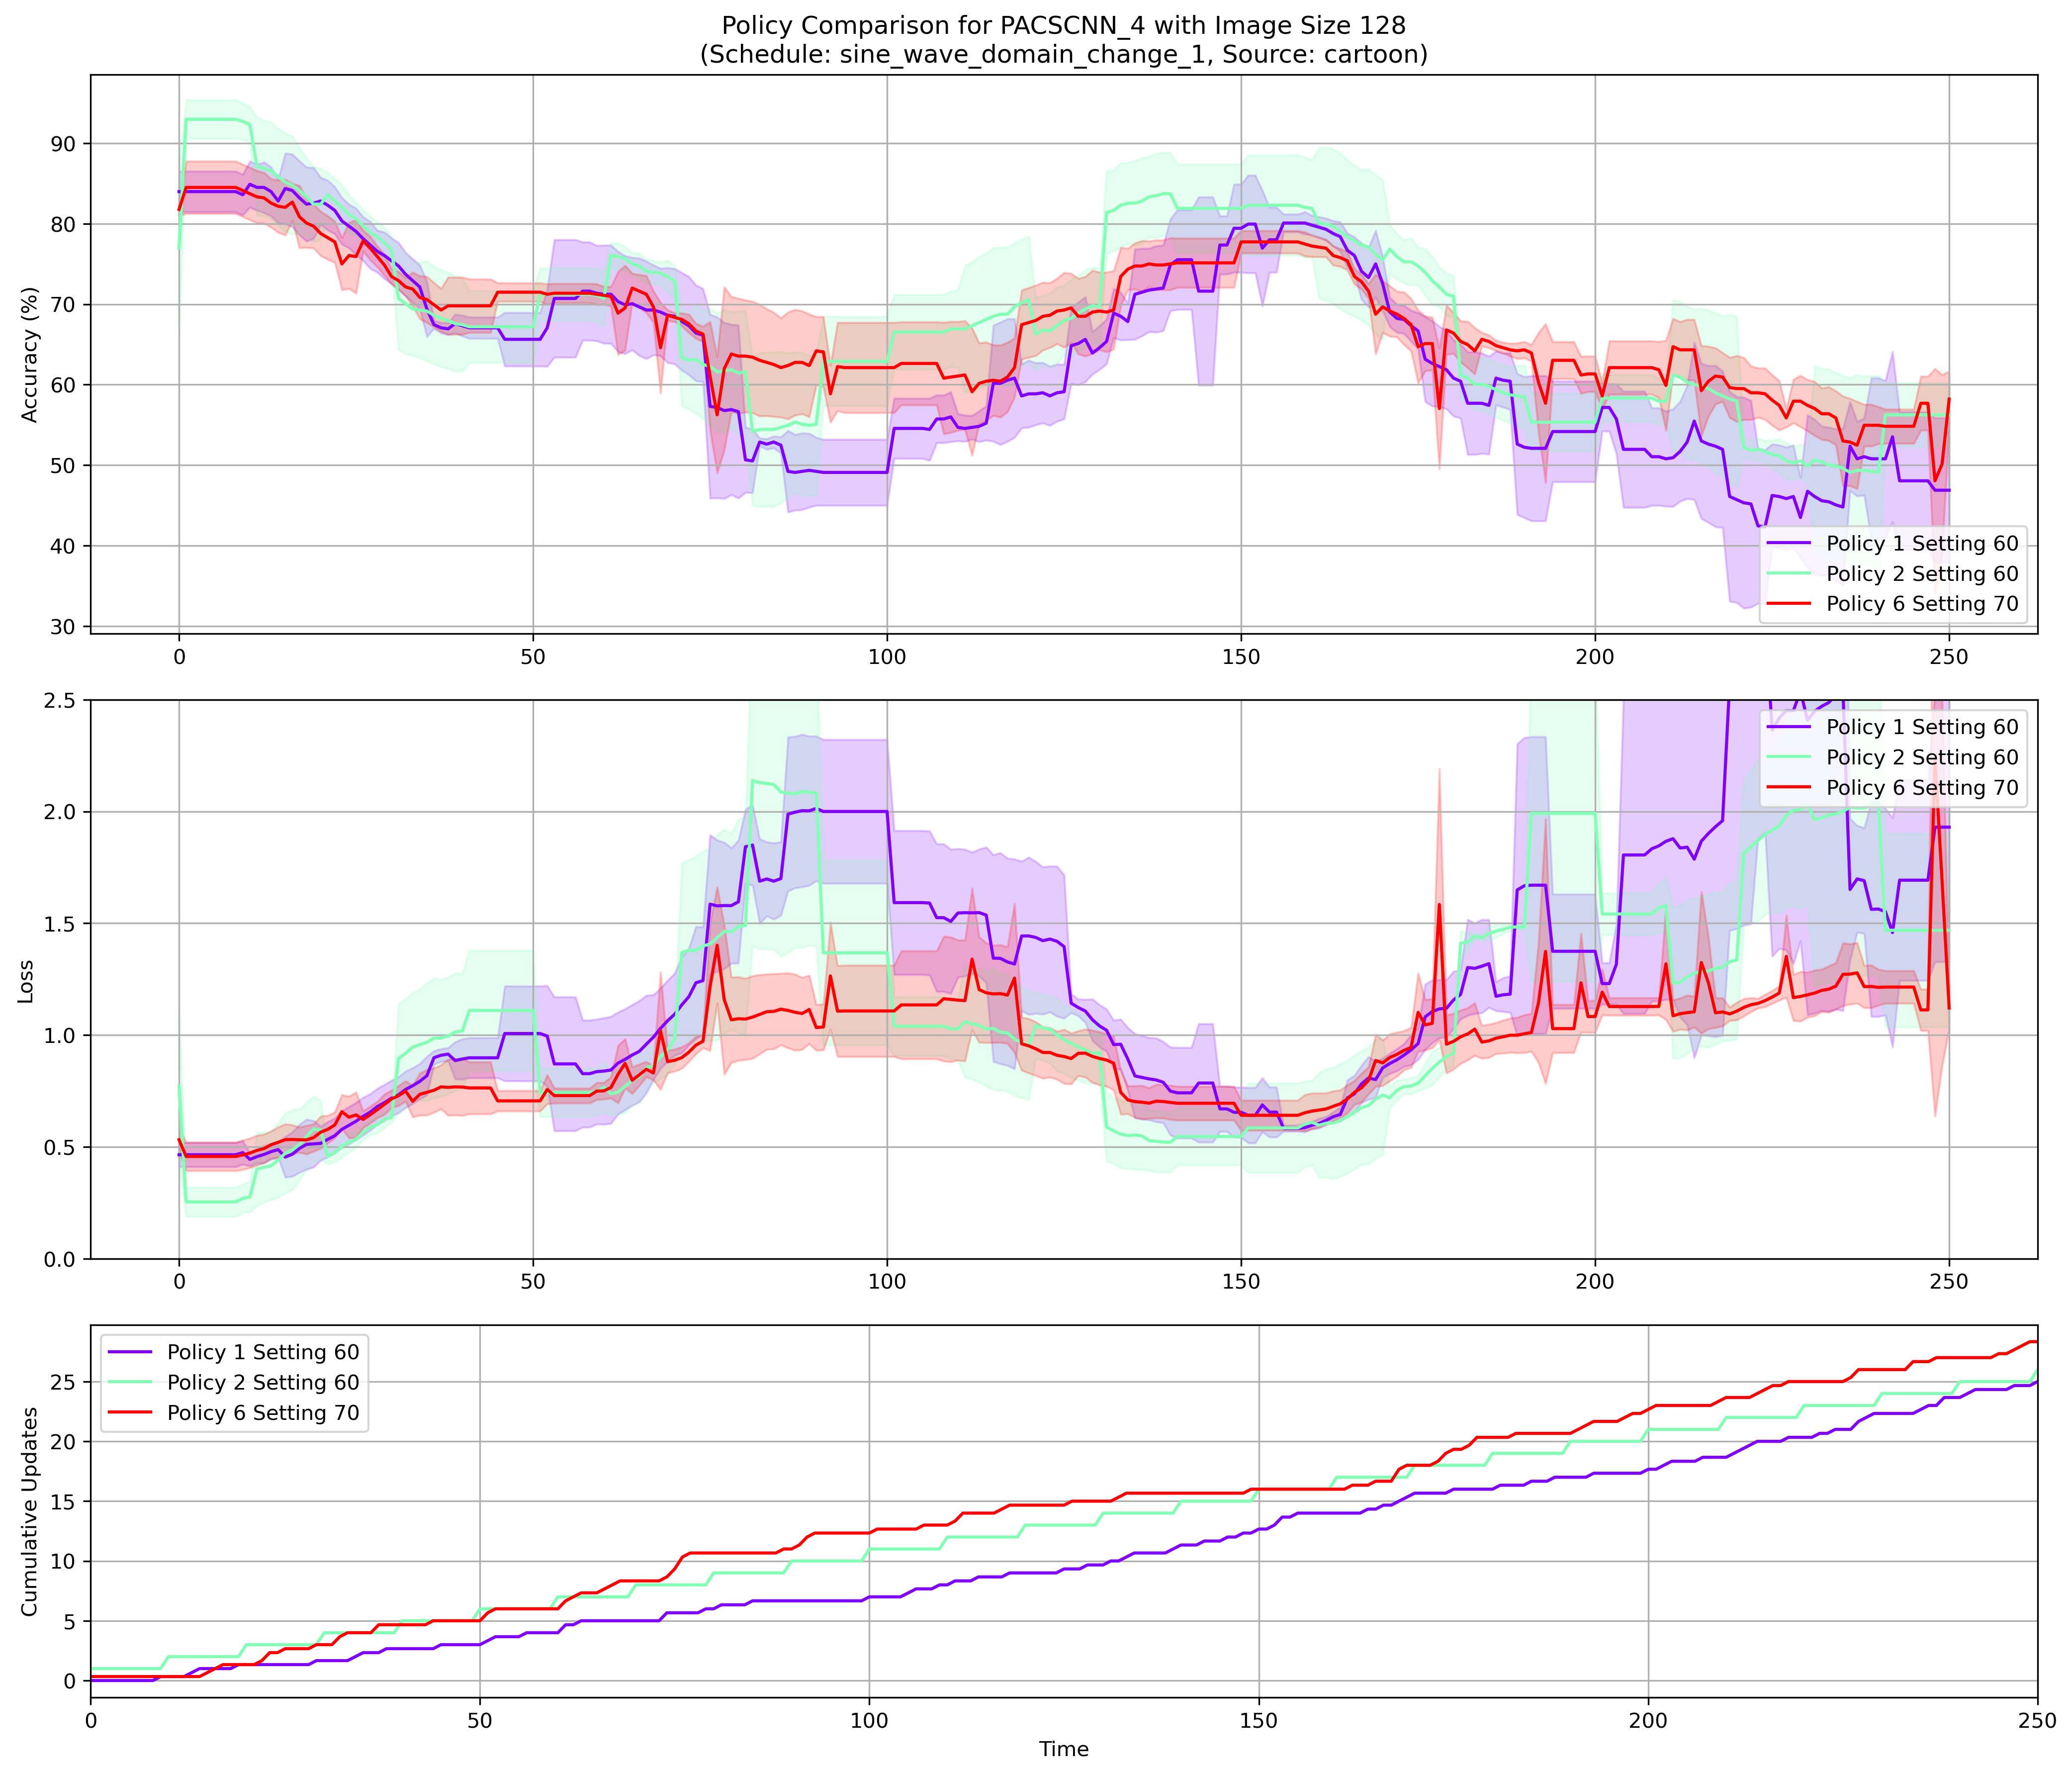 Policy Comparison for PACSCNN_4 with Image Size 128
(Schedule: sine_wave_domain_change_1, Source: cartoon)
Accuracy (%)
90
80
70
60
50
40
30
0 50 100 150 200 250
Policy 1 Setting 60
Policy 2 Setting 60
Policy 6 Setting 70
Loss
2.5
2.0
1.5
1.0
0.5
0.0
0 50 100 150 200 250
Policy 1 Setting 60
Policy 2 Setting 60
Policy 6 Setting 70
Cumulative Updates
25
20
15
10
5
0
0 50 100 150 200 250
Policy 1 Setting 60
Policy 2 Setting 60
Policy 6 Setting 70
Time